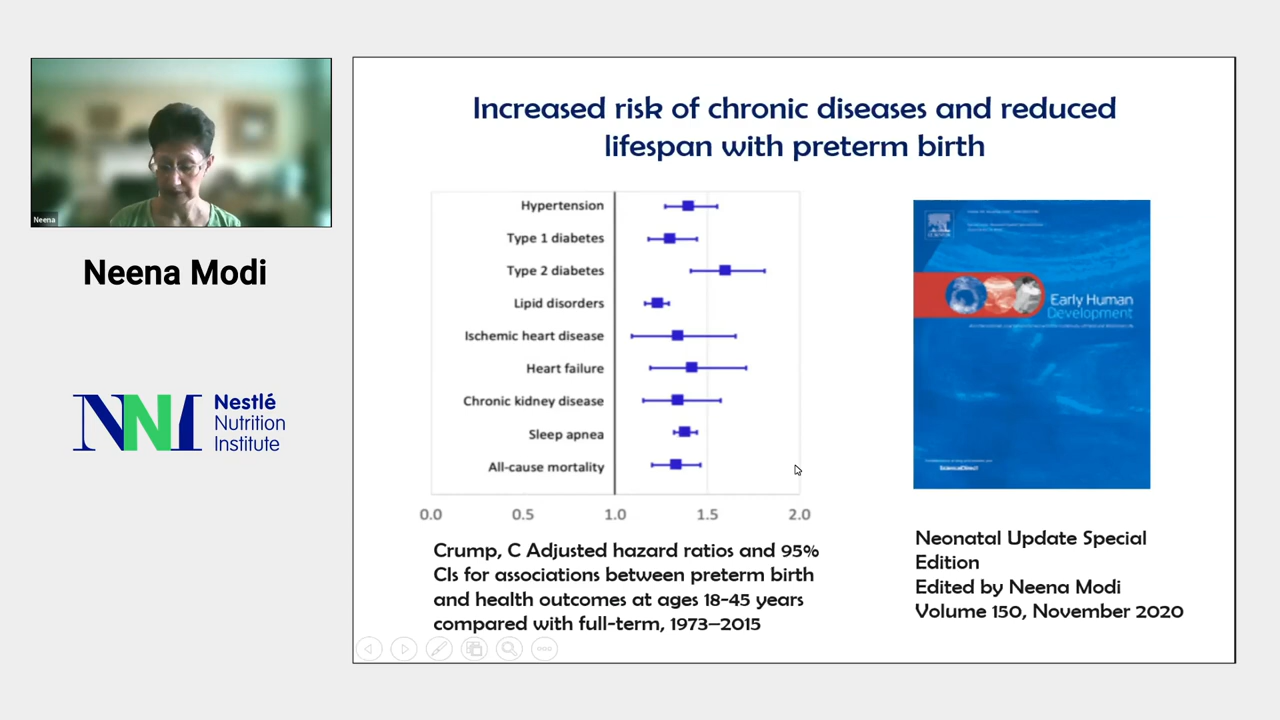 Neena
Neena Modi
NNI
Nestlé
Nutrition
Institute
Increased risk of chronic diseases and reduced
lifespan with preterm birth
Hypertension
Type 1 diabetes
Type 2 diabetes
Lipid disorders
Ischemic heart disease
Heart failure
Chronic kidney disease
Sleep apnea
All-cause mortality
0.0 0.5 1.0 1.5 2.0
Crump, C Adjusted hazard ratios and 95%
CIs for associations between preterm birth
and health outcomes at ages 18-45 years
compared with full-term, 1973–2015
ELSEVIER
Early Human
Development
ScienceDirect
Neonatal Update Special
Edition
Edited by Neena Modi
Volume 150, November 2020